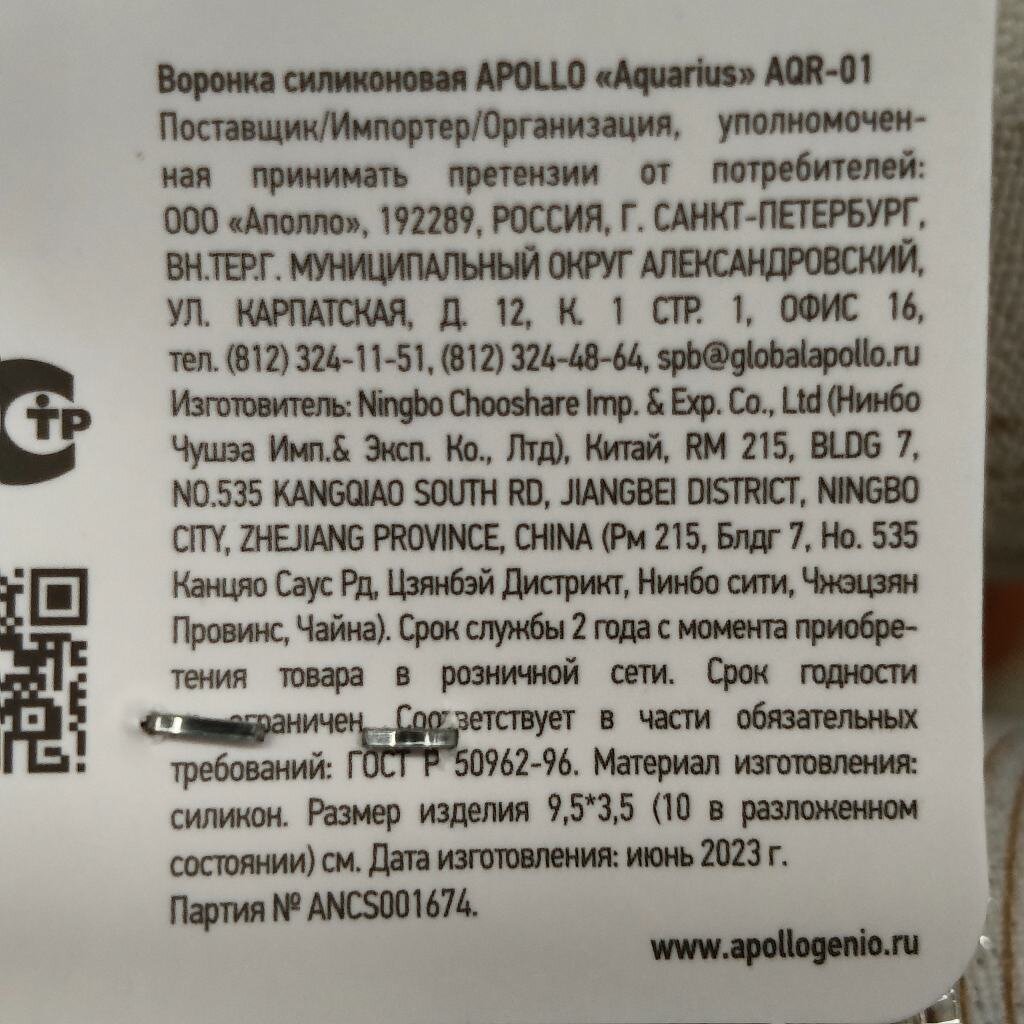 Воронка силиконовая APOLLO «Aquarius» AQR-01
Поставщик/Импортер/Организация, уполномочен-
ная принимать претензии от потребителей:
ООО «Аполло», 192289, РОССИЯ, Г. САНКТ-ПЕТЕРБУРГ,
ВН.ТЕР.Г. МУНИЦИПАЛЬНЫЙ ОКРУГ АЛЕКСАНДРОВСКИЙ,
УЛ. КАРПАТСКАЯ, Д. 12, К. 1 СТР. 1, ОФИС 16,
тел. (812) 324-11-51, (812) 324-48-64, spb@globalapollo.ru
Изготовитель: Ningbo Chooshare Imp. & Exp. Co., Ltd (Нинбо
Чушэа Имп.& Эксп. Ко., Лтд), Китай, RM 215, BLDG 7,
NO.535 KANGQIAO SOUTH RD, JIANGBEI DISTRICT, NINGBO
CITY, ZHEJIANG PROVINCE, CHINA (Рм 215, Блдг 7, Но. 535
Канцяо Саус Рд, Цзянбэй Дистрикт, Нинбо сити, Чжэцзян
Провинс, Чайна). Срок службы 2 года с момента приобре-
тения товара в розничной сети. Срок годности
ограничен. Соответствует в части обязательных
требований: ГОСТ Р 50962-96. Материал изготовления:
силикон. Размер изделия 9,5*3,5 (10 в разложенном
состоянии) см. Дата изготовления: июнь 2023 г.
Партия № ANCS001674.
www.apollogenio.ru
СТР